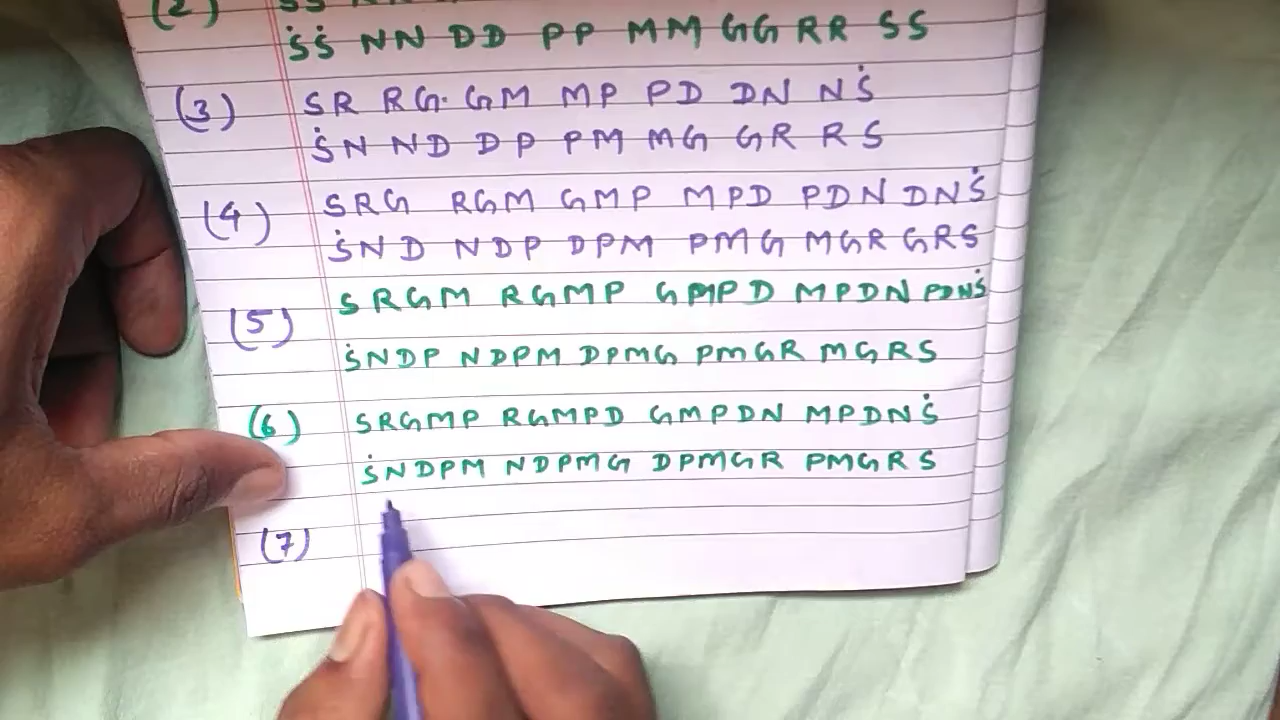 (2)
ṠṠ NN DD PP MM GG RR SS
(3) SR RG. GM MP PD DN NṠ
ṠN ND DP PM MG GR RS
(4) SRG RGM GMP MPD PDN DNṠ
ṠND NDP DPM PMG MGR GRS
(5) SRGM RGMP GMPD MPDN PDNṠ
ṠNDP NDPM DPMG PMGR MGRS
(6) SRGMP RGMPD GMPDN MPDNṠ
ṠNDPM NDPMG DPMGR PMGRS
(7)